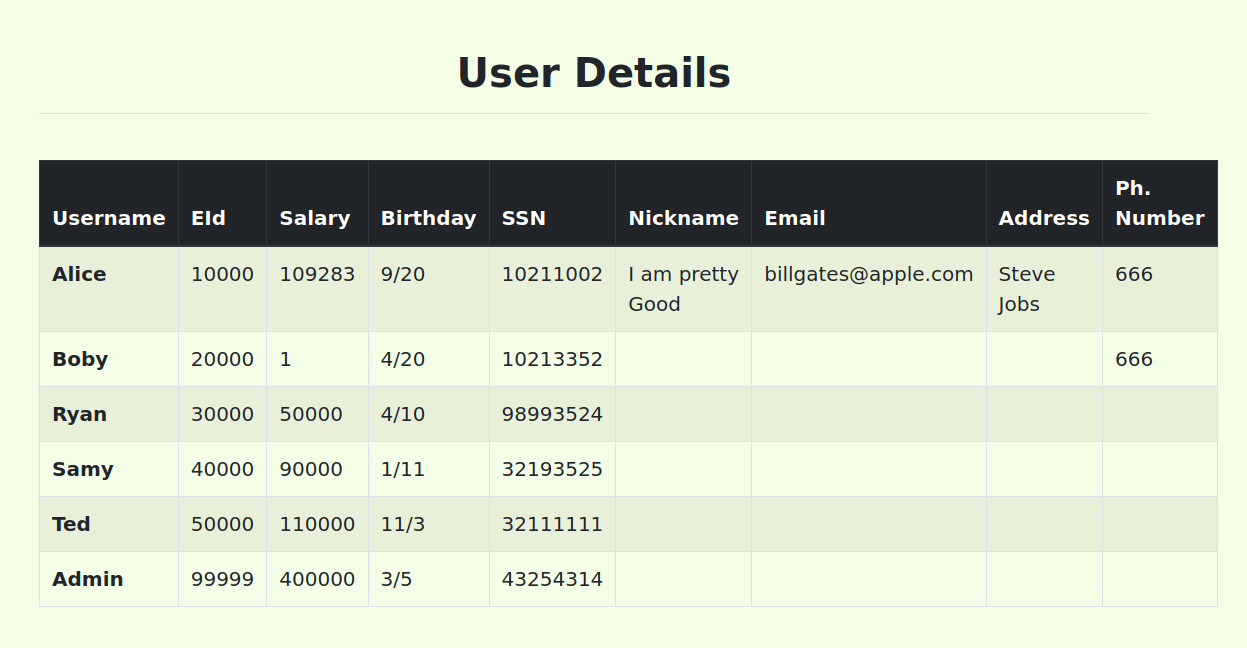 User Details
Username EId Salary Birthday SSN Nickname Email Address Ph. Number
Alice 10000 109283 9/20 10211002 I am pretty Good billgates@apple.com Steve Jobs 666
Boby 20000 1 4/20 10213352 666
Ryan 30000 50000 4/10 98993524
Samy 40000 90000 1/11 32193525
Ted 50000 110000 11/3 32111111
Admin 99999 400000 3/5 43254314